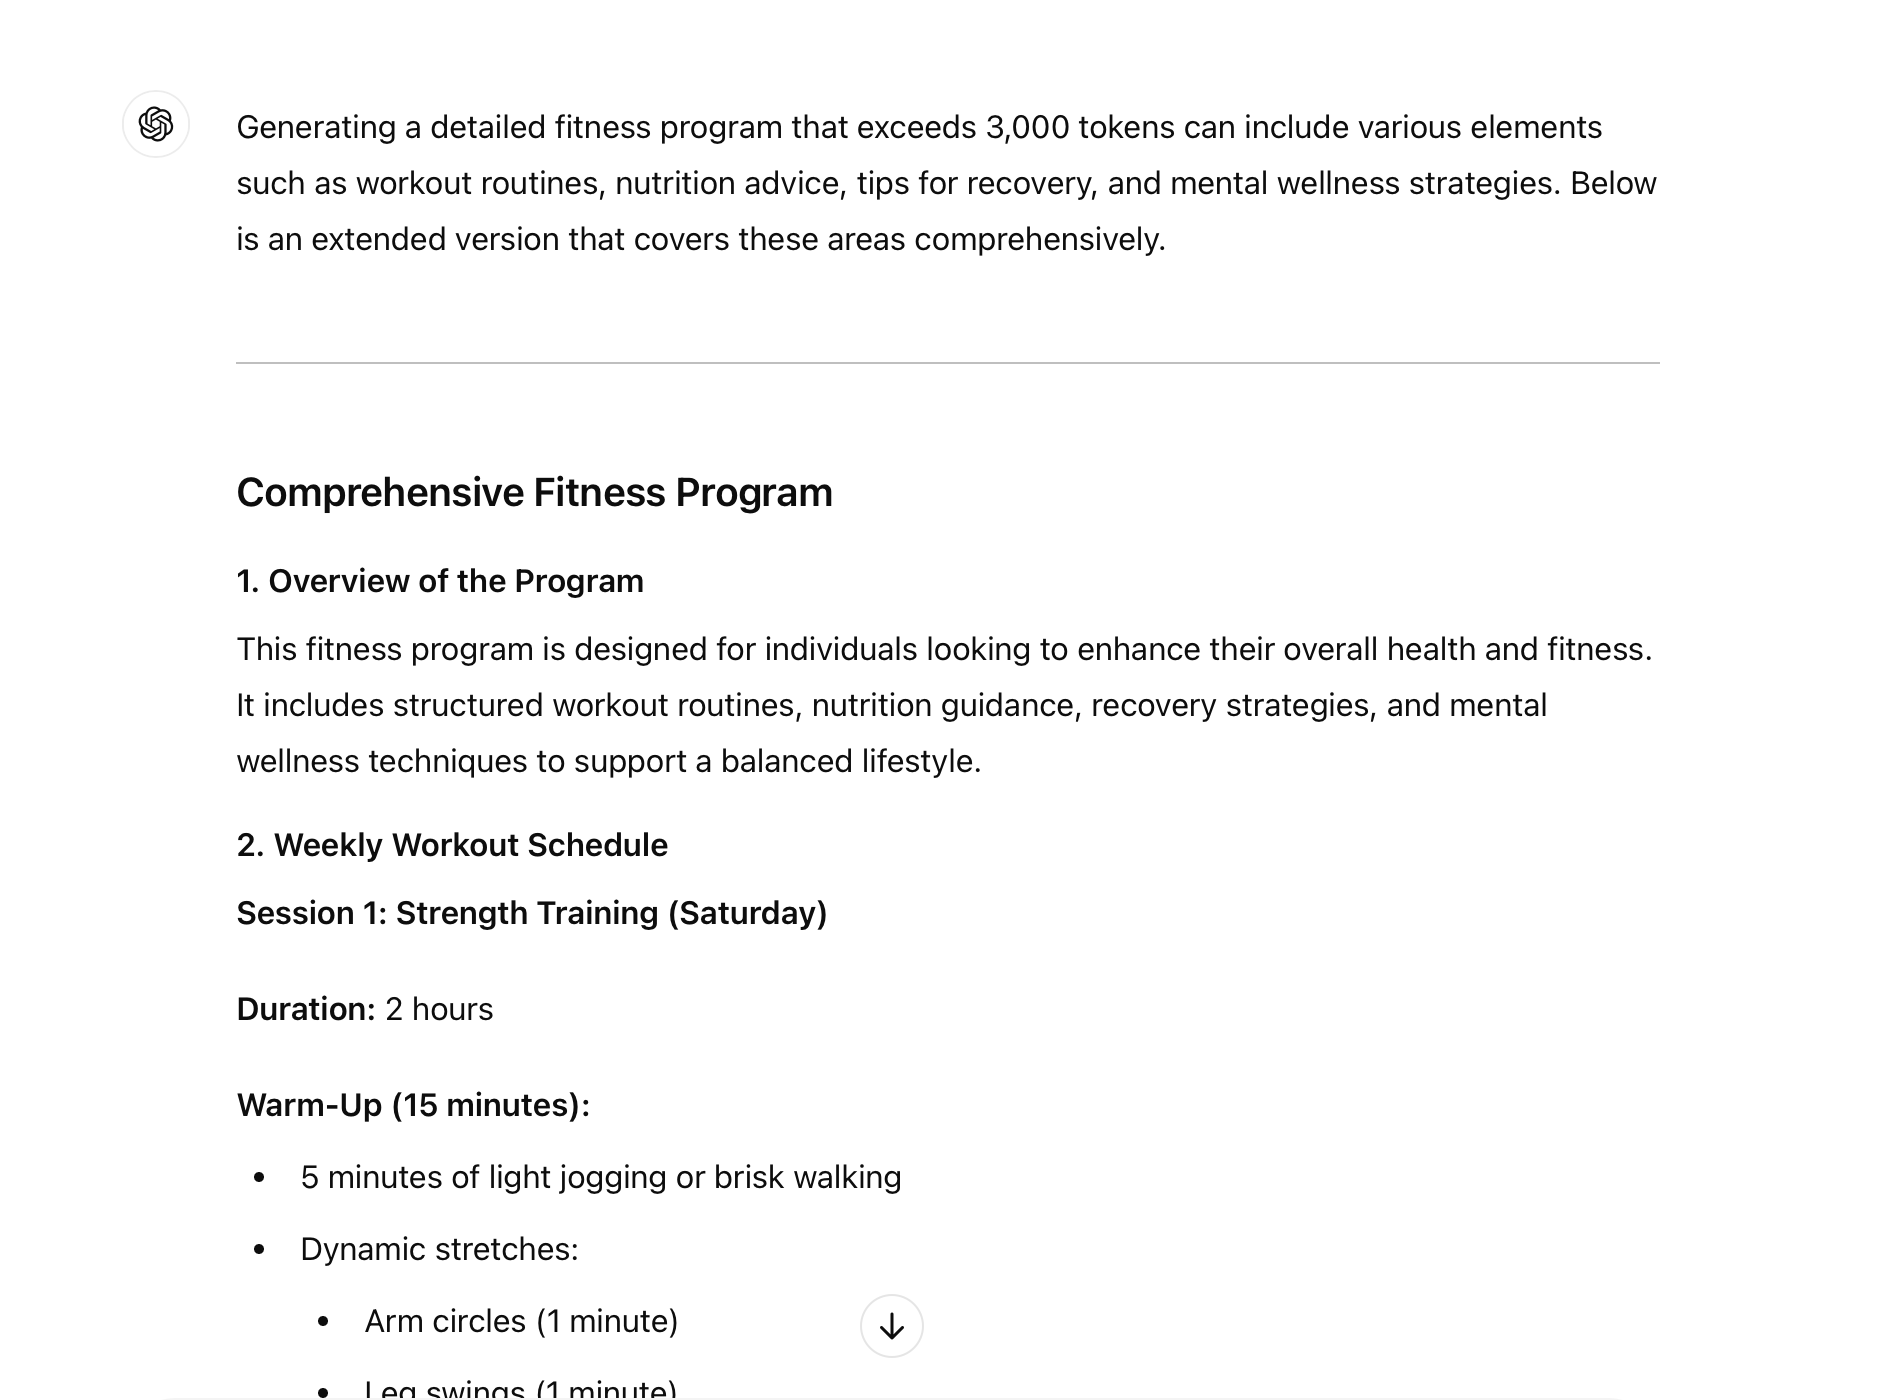 Generating a detailed fitness program that exceeds 3,000 tokens can include various elements
such as workout routines, nutrition advice, tips for recovery, and mental wellness strategies. Below
is an extended version that covers these areas comprehensively.
Comprehensive Fitness Program
1. Overview of the Program
This fitness program is designed for individuals looking to enhance their overall health and fitness.
It includes structured workout routines, nutrition guidance, recovery strategies, and mental
wellness techniques to support a balanced lifestyle.
2. Weekly Workout Schedule
Session 1: Strength Training (Saturday)
Duration: 2 hours
Warm-Up (15 minutes):
• 5 minutes of light jogging or brisk walking
• Dynamic stretches:
• Arm circles (1 minute)
• Leg swings (1 minute)